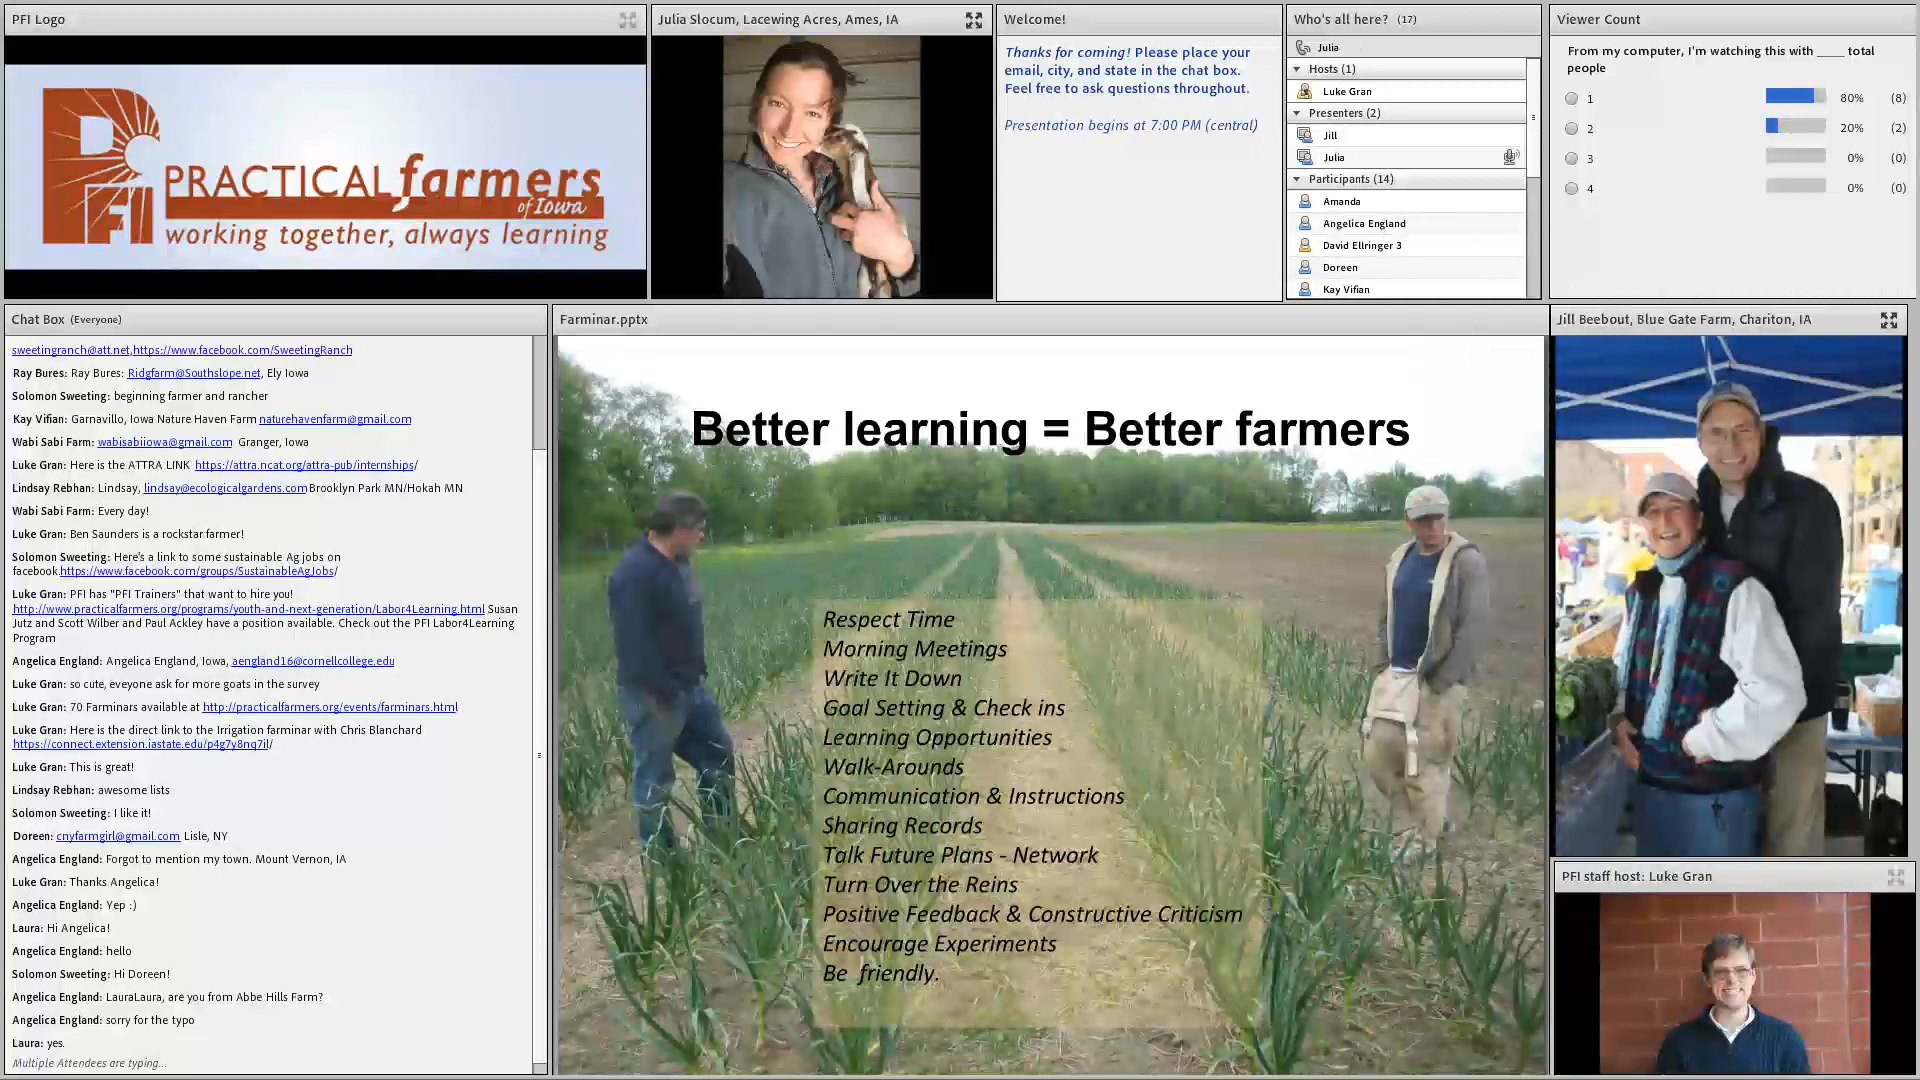 PFI Logo
PFI
PRACTICAL farmers
of Iowa
working together, always learning
Julia Slocum, Lacewing Acres, Ames, IA
Welcome!
Thanks for coming! Please place your
email, city, and state in the chat box.
Feel free to ask questions throughout.
Presentation begins at 7:00 PM (central)
Who's all here? (17)
Julia
Hosts (1)
Luke Gran
Presenters (2)
Jill
Julia
Participants (14)
Amanda
Angelica England
David Ellringer 3
Doreen
Kay Vifian
Viewer Count
From my computer, I'm watching this with ____ total
people
1 80% (8)
2 20% (2)
3 0% (0)
4 0% (0)
Chat Box (Everyone)
sweetingranch@att.net,https://www.facebook.com/SweetingRanch
Ray Bures: Ray Bures: Ridgfarm@Southslope.net, Ely Iowa
Solomon Sweeting: beginning farmer and rancher
Kay Vifian: Garnavillo, Iowa Nature Haven Farm naturehavenfarm@gmail.com
Wabi Sabi Farm: wabisabiiowa@gmail.com Granger, Iowa
Luke Gran: Here is the ATTRA LINK https://attra.ncat.org/attra-pub/internships/
Lindsay Rebhan: Lindsay, lindsay@ecologicalgardens.com Brooklyn Park MN/Hokah MN
Wabi Sabi Farm: Every day!
Luke Gran: Ben Saunders is a rockstar farmer!
Solomon Sweeting: Here's a link to some sustainable Ag jobs on
facebook.https://www.facebook.com/groups/SustainableAgJobs/
Luke Gran: PFI has "PFI Trainers" that want to hire you!
http://www.practicalfarmers.org/programs/youth-and-next-generation/Labor4Learning.html Susan
Jutz and Scott Wilber and Paul Ackley have a position available. Check out the PFI Labor4Learning
Program
Angelica England: Angelica England, Iowa, aengland16@cornellcollege.edu
Luke Gran: so cute, eveyone ask for more goats in the survey
Luke Gran: 70 Farminars available at http://practicalfarmers.org/events/farminars.html
Luke Gran: Here is the direct link to the Irrigation farminar with Chris Blanchard
https://connect.extension.iastate.edu/p4g7y8nq7il/
Luke Gran: This is great!
Lindsay Rebhan: awesome lists
Solomon Sweeting: I like it!
Doreen: cnyfarmgirl@gmail.com Lisle, NY
Angelica England: Forgot to mention my town. Mount Vernon, IA
Luke Gran: Thanks Angelica!
Angelica England: Yep :)
Laura: Hi Angelica!
Angelica England: hello
Solomon Sweeting: Hi Doreen!
Angelica England: LauraLaura, are you from Abbe Hills Farm?
Angelica England: sorry for the typo
Laura: yes.
Multiple Attendees are typing...
Farminar.pptx
Better learning = Better farmers
Respect Time
Morning Meetings
Write It Down
Goal Setting & Check ins
Learning Opportunities
Walk-Arounds
Communication & Instructions
Sharing Records
Talk Future Plans - Network
Turn Over the Reins
Positive Feedback & Constructive Criticism
Encourage Experiments
Be friendly.
Jill Beebout, Blue Gate Farm, Chariton, IA
PFI staff host: Luke Gran